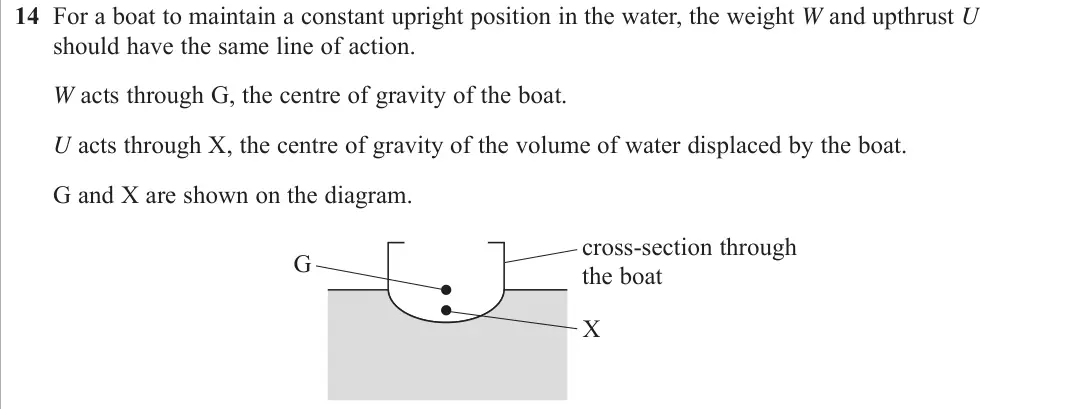 14 For a boat to maintain a constant upright position in the water, the weight W and upthrust U
should have the same line of action.
W acts through G, the centre of gravity of the boat.
U acts through X, the centre of gravity of the volume of water displaced by the boat.
G and X are shown on the diagram.
G
cross-section through
the boat
X